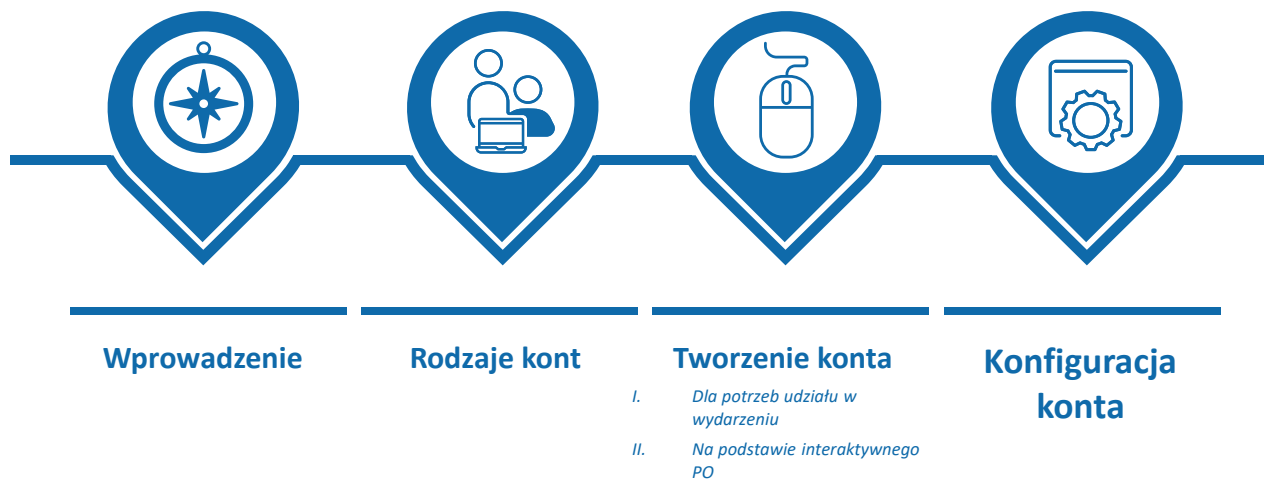 Wprowadzenie
Rodzaje kont
Tworzenie konta
I. Dla potrzeb udziału w
wydarzeniu
II. Na podstawie interaktywnego
PO
Konfiguracja
konta